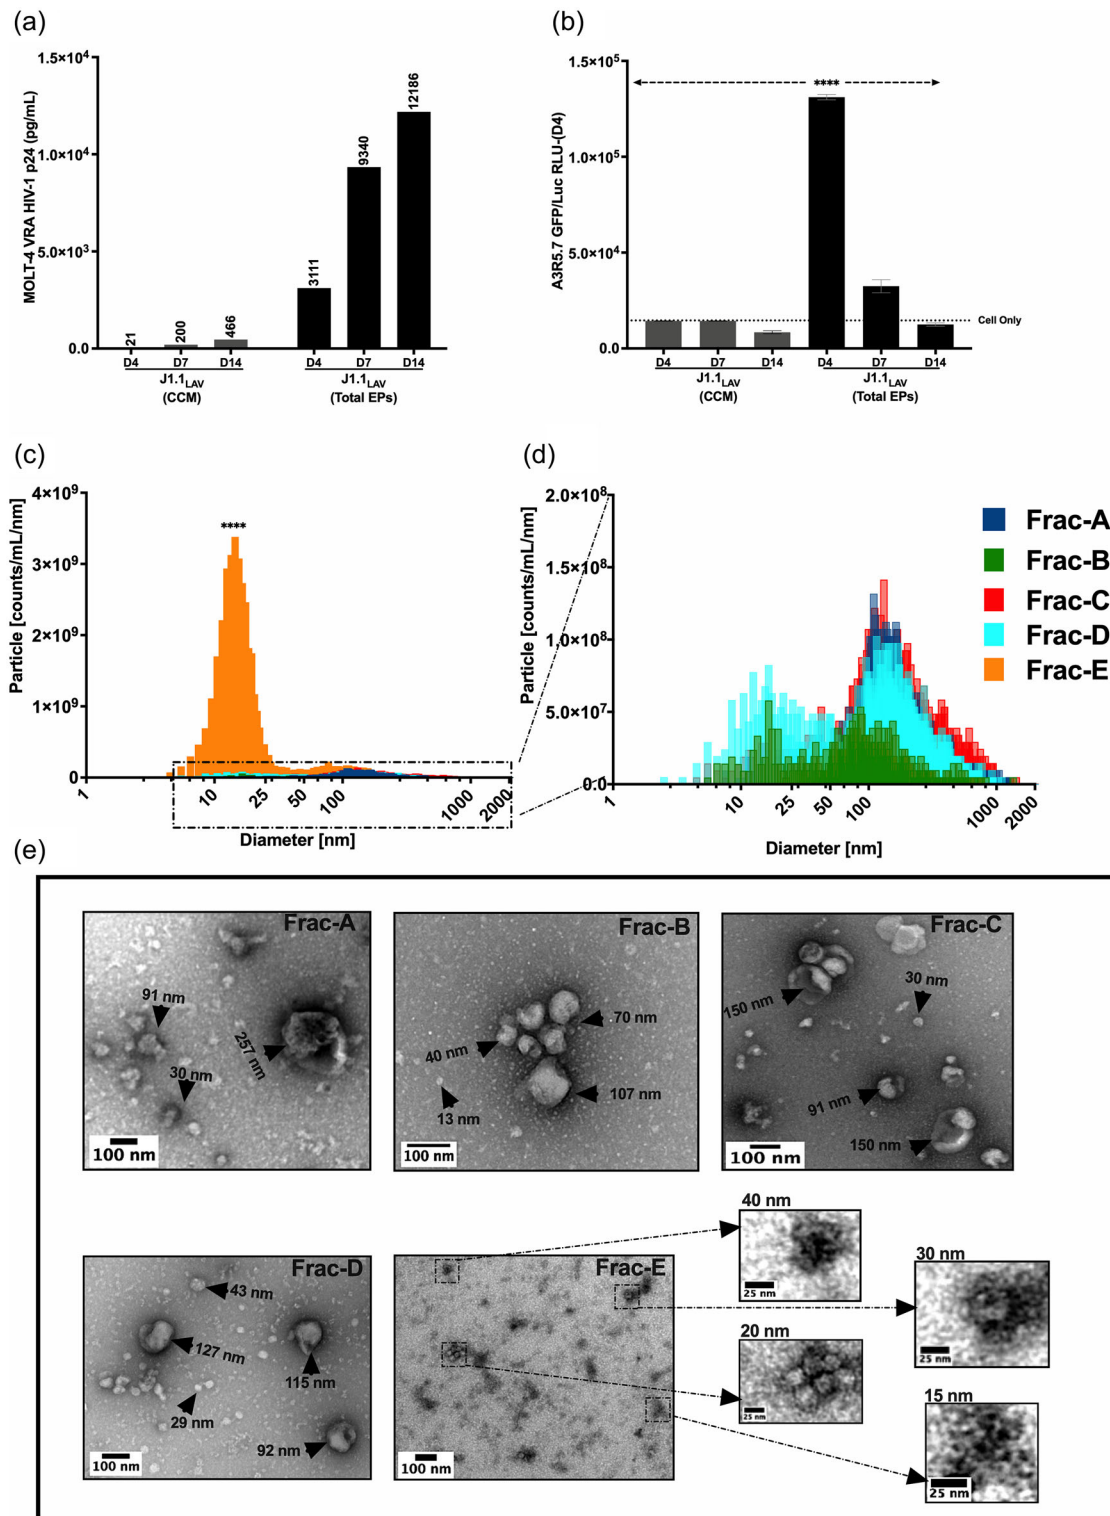 (a)
MOLT-4 VRA HIV-1 p24 (pg/mL)
1.5×10⁴
1.0×10⁴
5.0×10³
0.0
21
200
466
3111
9340
12186
D4 D7 D14 D4 D7 D14
J1.1LAV J1.1LAV
(CCM) (Total EPs)
(b)
A3R5.7 GFP/Luc RLU-(D4)
1.5×10⁵
1.0×10⁵
5.0×10⁴
0.0
****
Cell Only
D4 D7 D14 D4 D7 D14
J1.1LAV J1.1LAV
(CCM) (Total EPs)
(c)
Particle [counts/mL/nm]
4×10⁹
3×10⁹
2×10⁹
1×10⁹
0
****
1 10 25 50 100 1000 2000
Diameter [nm]
(d)
Particle [counts/mL/nm]
2.0×10⁸
1.5×10⁸
1.0×10⁸
5.0×10⁷
0.0
1 10 25 50 100 1000 2000
Diameter [nm]
Frac-A
Frac-B
Frac-C
Frac-D
Frac-E
(e)
Frac-A
91 nm
257 nm
30 nm
100 nm
Frac-B
70 nm
40 nm
107 nm
13 nm
100 nm
Frac-C
150 nm
30 nm
91 nm
150 nm
100 nm
Frac-D
43 nm
127 nm
115 nm
29 nm
92 nm
100 nm
Frac-E
100 nm
40 nm
25 nm
30 nm
25 nm
20 nm
25 nm
15 nm
25 nm